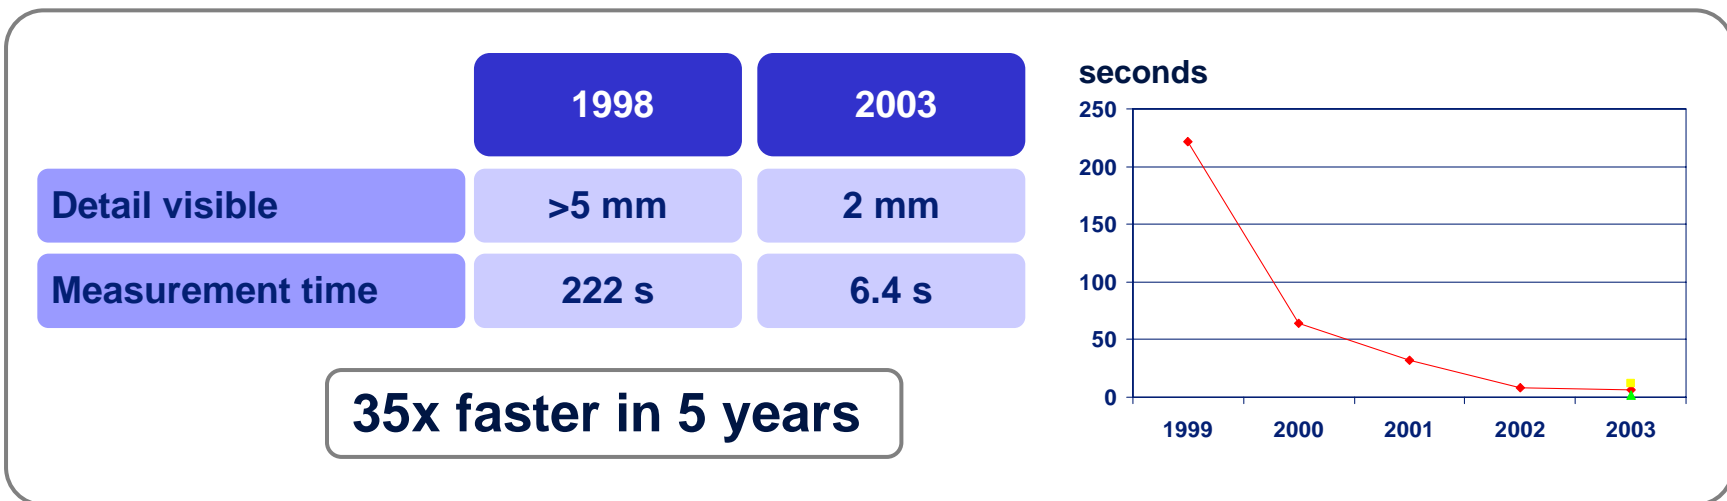 1998 2003
Detail visible >5 mm 2 mm
Measurement time 222 s 6.4 s
35x faster in 5 years
seconds
250
200
150
100
50
0
1999 2000 2001 2002 2003